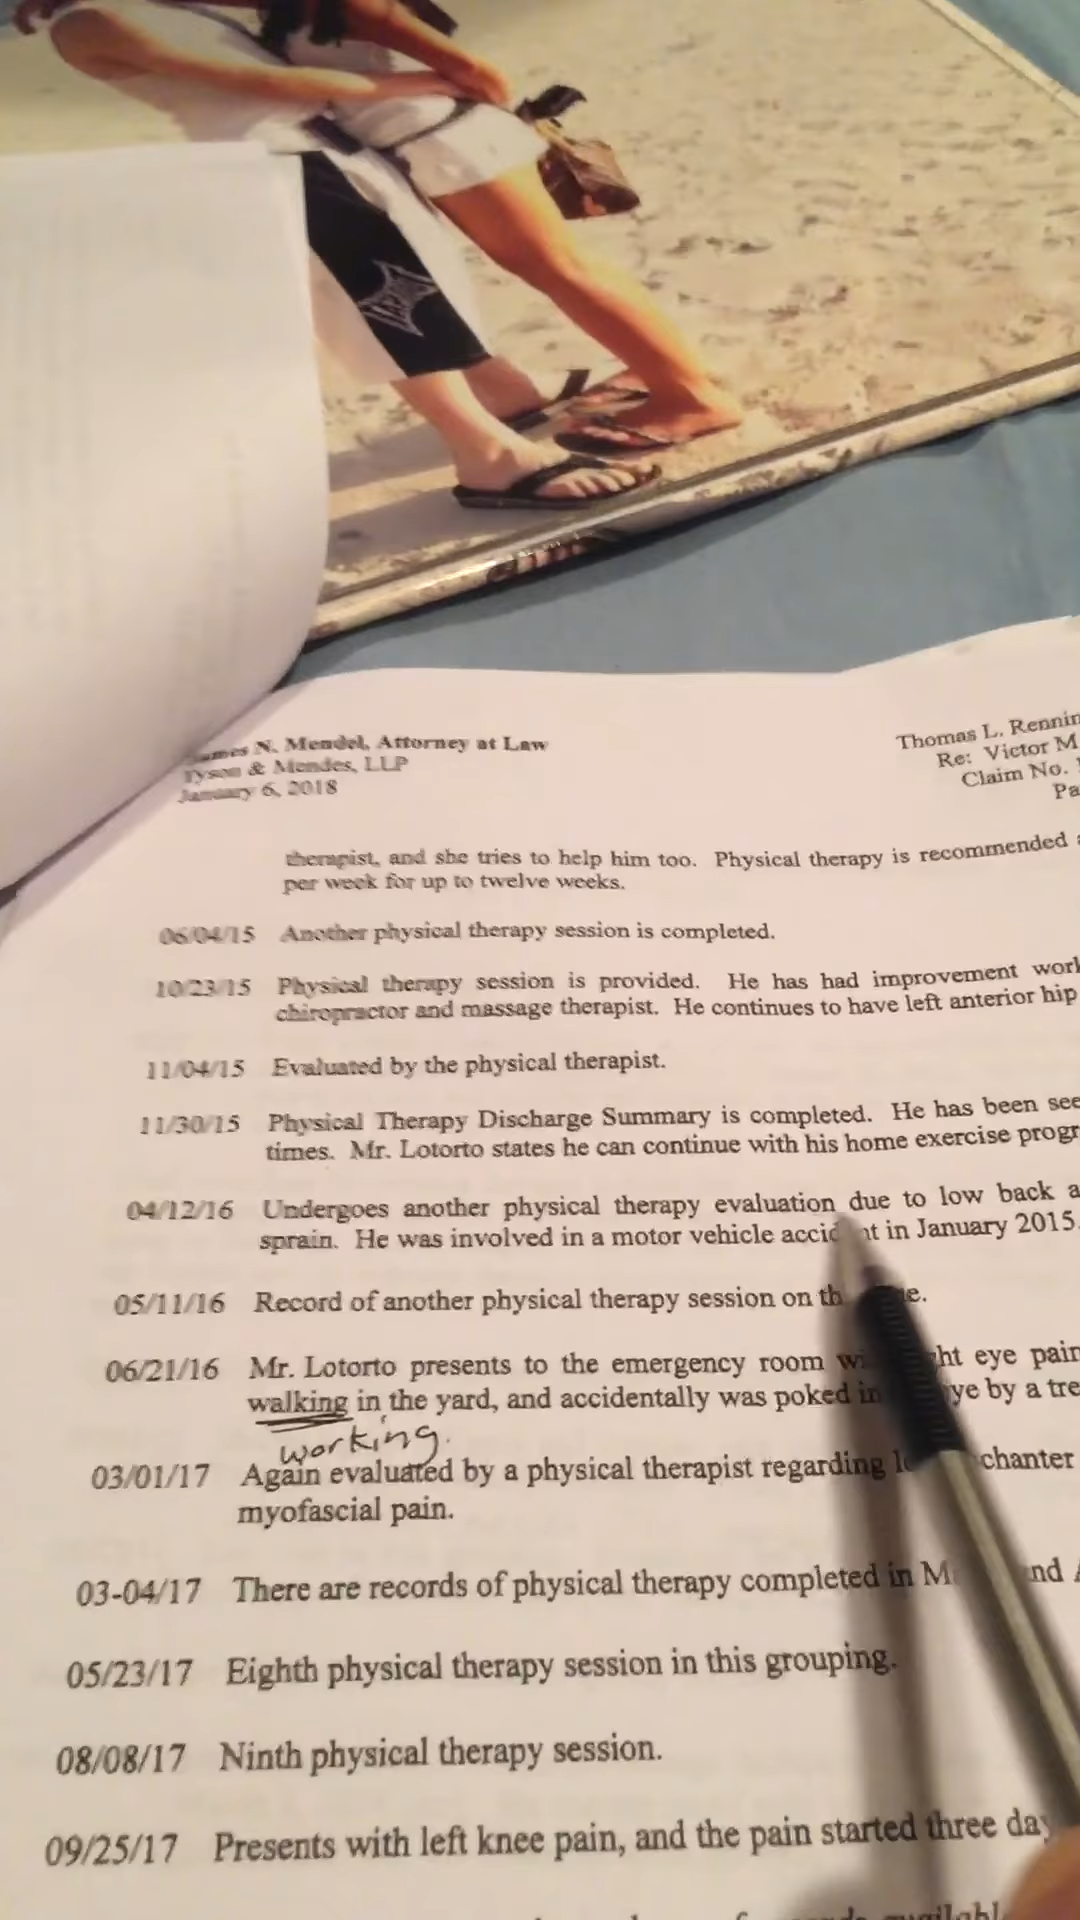 James N. Mendel, Attorney at Law
Tyson & Mendes, LLP
January 6, 2018
Thomas L. Rennin
Re: Victor M
Claim No.
Pa
therapist, and she tries to help him too. Physical therapy is recommended
per week for up to twelve weeks.
06/04/15 Another physical therapy session is completed.
10/23/15 Physical therapy session is provided. He has had improvement work
chiropractor and massage therapist. He continues to have left anterior hip
11/04/15 Evaluated by the physical therapist.
11/30/15 Physical Therapy Discharge Summary is completed. He has been see
times. Mr. Lotorto states he can continue with his home exercise progr
04/12/16 Undergoes another physical therapy evaluation due to low back a
sprain. He was involved in a motor vehicle accid nt in January 2015.
05/11/16 Record of another physical therapy session on th ne.
06/21/16 Mr. Lotorto presents to the emergency room wi ght eye pain
walking in the yard, and accidentally was poked in ye by a tre
working.
03/01/17 Again evaluated by a physical therapist regarding chanter
myofascial pain.
03-04/17 There are records of physical therapy completed in M nd A
05/23/17 Eighth physical therapy session in this grouping.
08/08/17 Ninth physical therapy session.
09/25/17 Presents with left knee pain, and the pain started three day